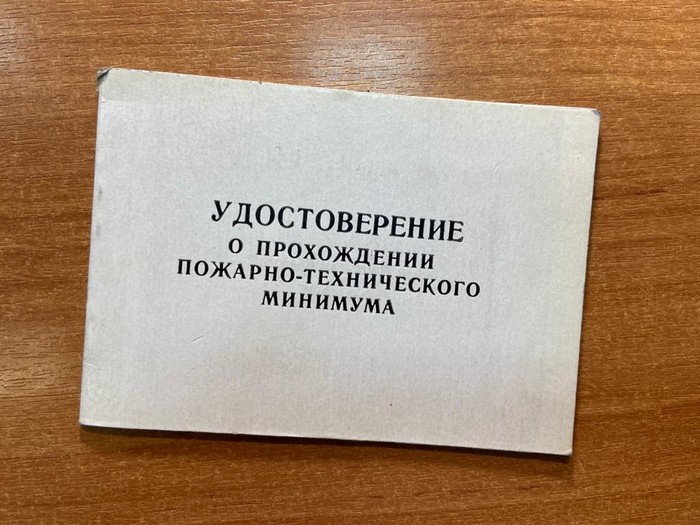 УДОСТОВЕРЕНИЕ
О ПРОХОЖДЕНИИ
ПОЖАРНО-ТЕХНИЧЕСКОГО
МИНИМУМА